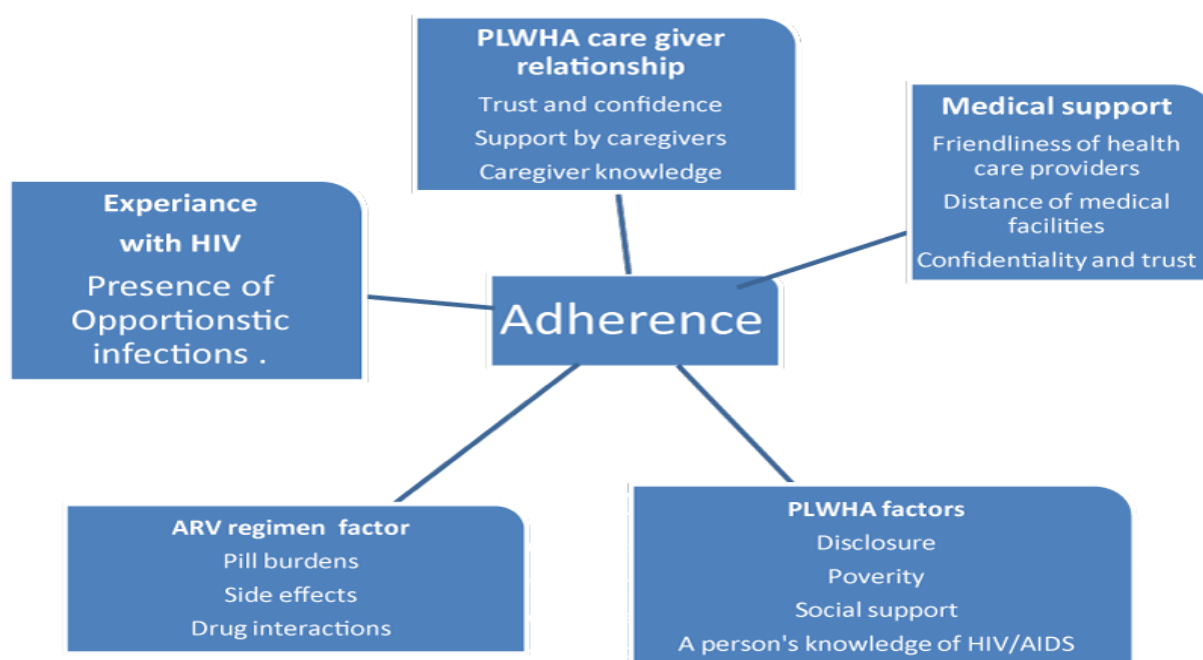 PLWHA care giver
relationship
Trust and confidence
Support by caregivers
Caregiver knowledge
Medical support
Friendliness of health
care providers
Distance of medical
facilities
Confidentiality and trust
Experiance
with HIV
Presence of
Opportionstic
infections .
Adherence
ARV regimen factor
Pill burdens
Side effects
Drug interactions
PLWHA factors
Disclosure
Poverity
Social support
A person's knowledge of HIV/AIDS